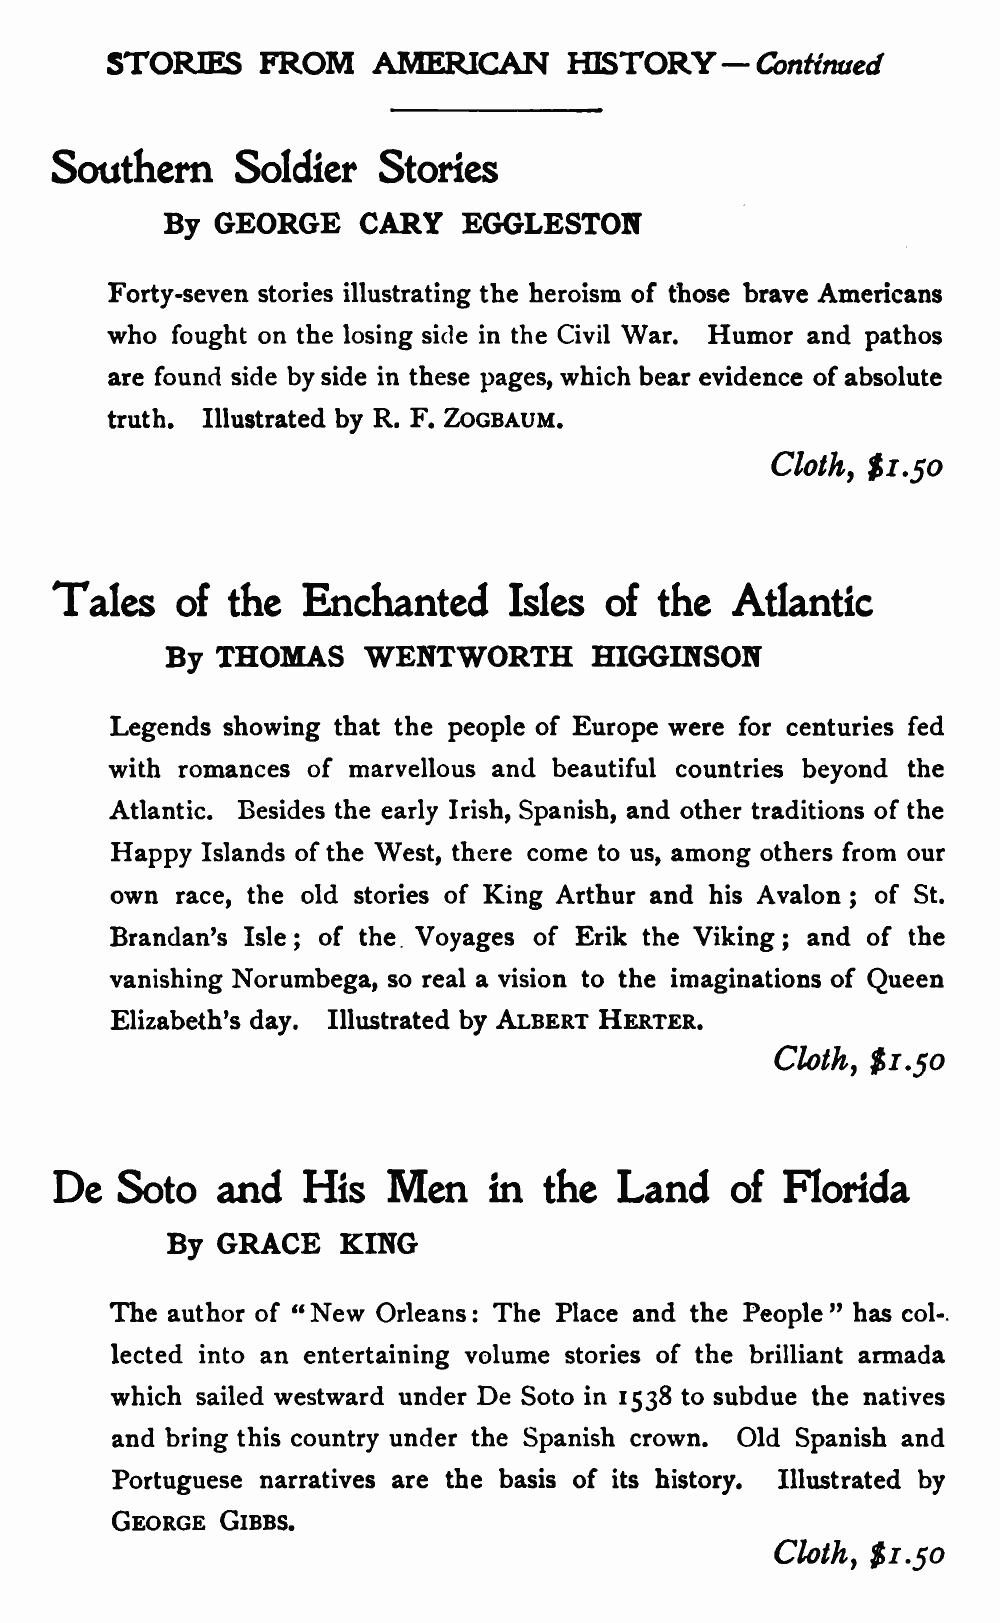 STORIES FROM AMERICAN HISTORY — Continued
Southern Soldier Stories
By GEORGE CARY EGGLESTON
Forty-seven stories illustrating the heroism of those brave Americans
who fought on the losing side in the Civil War. Humor and pathos
are found side by side in these pages, which bear evidence of absolute
truth. Illustrated by R. F. ZOGBAUM.
Cloth, $1.50
Tales of the Enchanted Isles of the Atlantic
By THOMAS WENTWORTH HIGGINSON
Legends showing that the people of Europe were for centuries fed
with romances of marvellous and beautiful countries beyond the
Atlantic. Besides the early Irish, Spanish, and other traditions of the
Happy Islands of the West, there come to us, among others from our
own race, the old stories of King Arthur and his Avalon; of St.
Brandan's Isle; of the Voyages of Erik the Viking; and of the
vanishing Norumbega, so real a vision to the imaginations of Queen
Elizabeth's day. Illustrated by ALBERT HERTER.
Cloth, $1.50
De Soto and His Men in the Land of Florida
By GRACE KING
The author of "New Orleans: The Place and the People" has col-
lected into an entertaining volume stories of the brilliant armada
which sailed westward under De Soto in 1538 to subdue the natives
and bring this country under the Spanish crown. Old Spanish and
Portuguese narratives are the basis of its history. Illustrated by
GEORGE GIBBS.
Cloth, $1.50